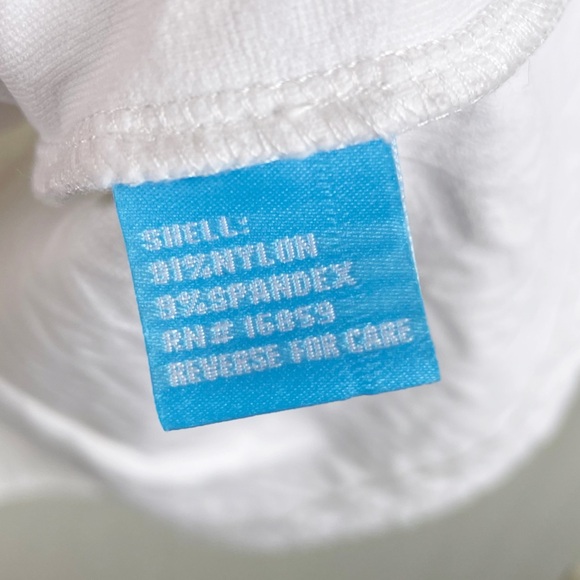 SHELL:
91%NYLON
9%SPANDEX
RN# 16059
REVERSE FOR CARE